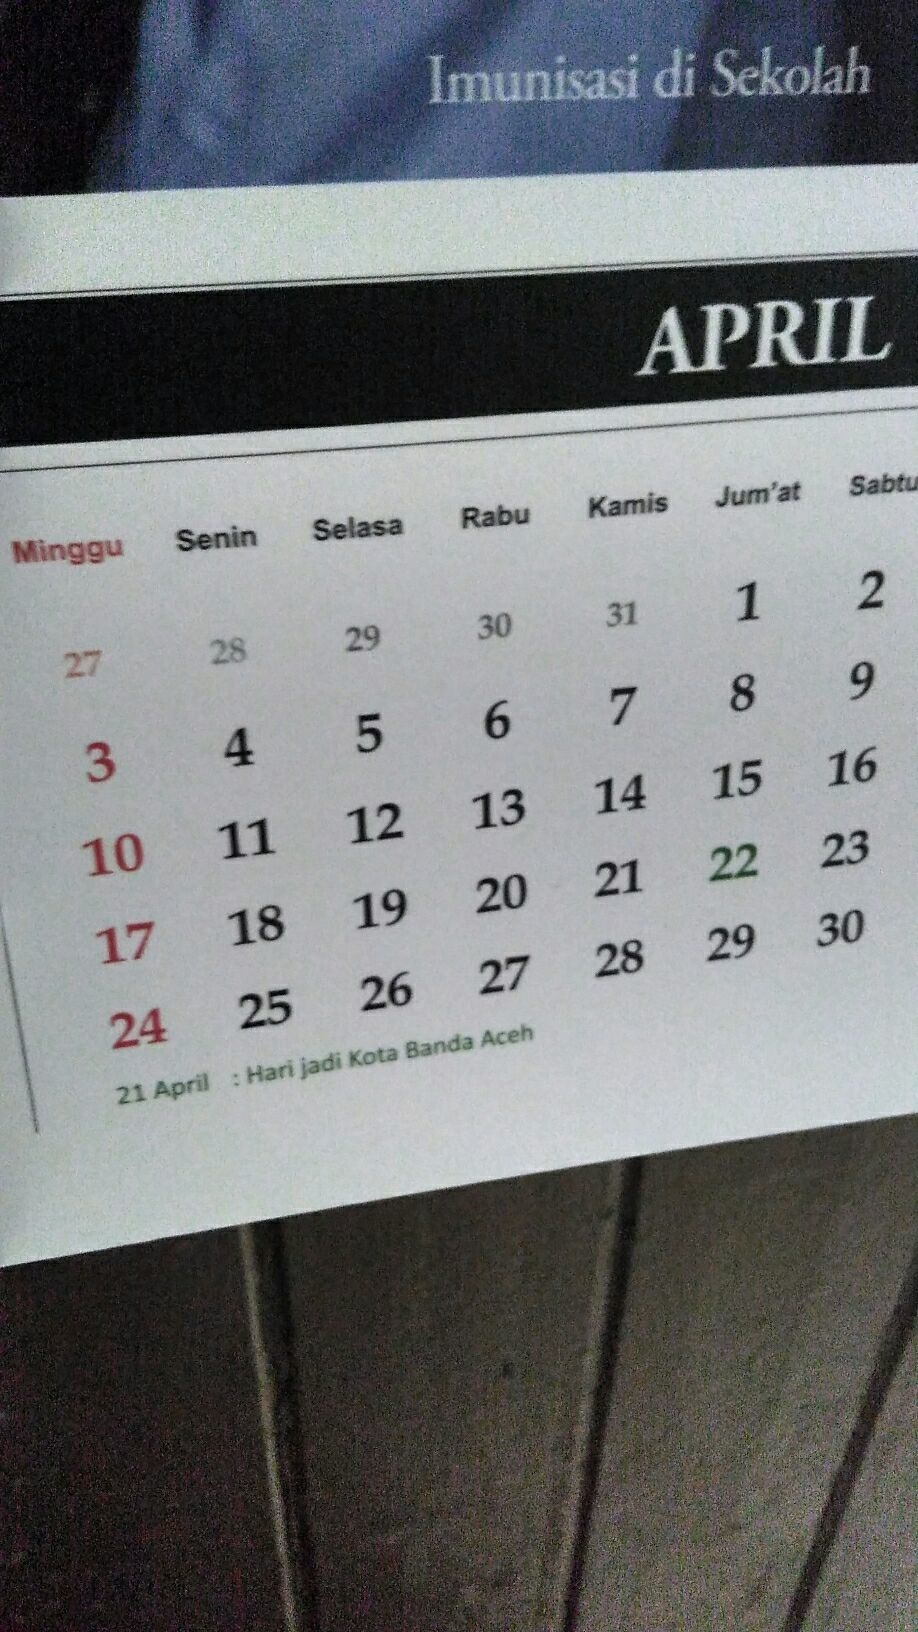 Imunisasi di Sekolah
APRIL
Minggu Senin Selasa Rabu Kamis Jum'at Sabtu
27 28 29 30 31 1 2
3 4 5 6 7 8 9
10 11 12 13 14 15 16
17 18 19 20 21 22 23
24 25 26 27 28 29 30
21 April : Hari jadi Kota Banda Aceh